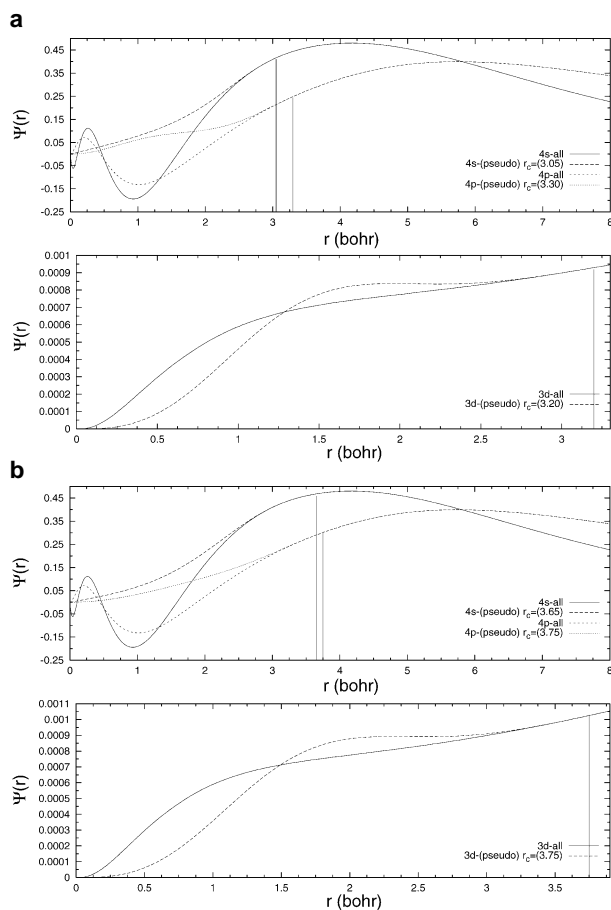 a
Ψ(r)
0.45
0.35
0.25
0.15
0.05
-0.05
-0.15
-0.25
4s-all
4s-(pseudo) rc=(3.05)
4p-all
4p-(pseudo) rc=(3.30)
0 1 2 3 4 5 6 7 8
r (bohr)
Ψ(r)
0.001
0.0009
0.0008
0.0007
0.0006
0.0005
0.0004
0.0003
0.0002
0.0001
0
3d-all
3d-(pseudo) rc=(3.20)
0 0.5 1 1.5 2 2.5 3
r (bohr)
b
Ψ(r)
0.45
0.35
0.25
0.15
0.05
-0.05
-0.15
-0.25
4s-all
4s-(pseudo) rc=(3.65)
4p-all
4p-(pseudo) rc=(3.75)
0 1 2 3 4 5 6 7 8
r (bohr)
Ψ(r)
0.0011
0.001
0.0009
0.0008
0.0007
0.0006
0.0005
0.0004
0.0003
0.0002
0.0001
0
3d-all
3d-(pseudo) rc=(3.75)
0 0.5 1 1.5 2 2.5 3 3.5
r (bohr)